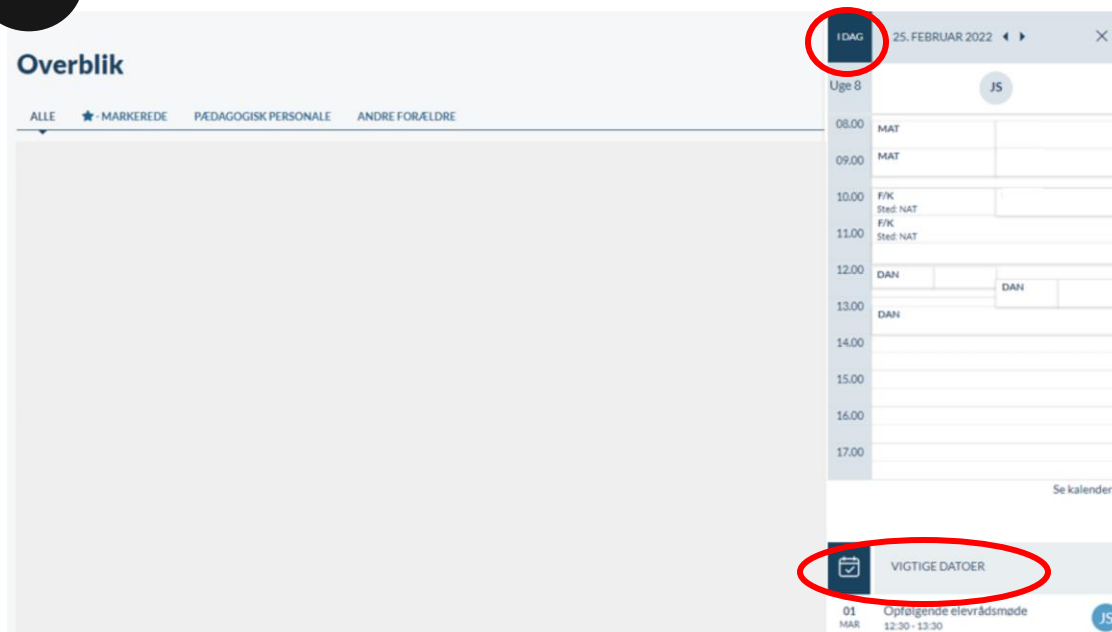 Overblik
ALLE ★- MARKEREDE PÆDAGOGISK PERSONALE ANDRE FORÆLDRE
I DAG 25. FEBRUAR 2022
Uge 8 JS
08.00 MAT
09.00 MAT
10.00 F/K
Sted: NAT
F/K
11.00 Sted: NAT
12.00 DAN
DAN
13.00
DAN
14.00
15.00
16.00
17.00
Se kalender
VIGTIGE DATOER
01 Opfølgende elevrådsmøde JS
MAR 12:30 - 13:30